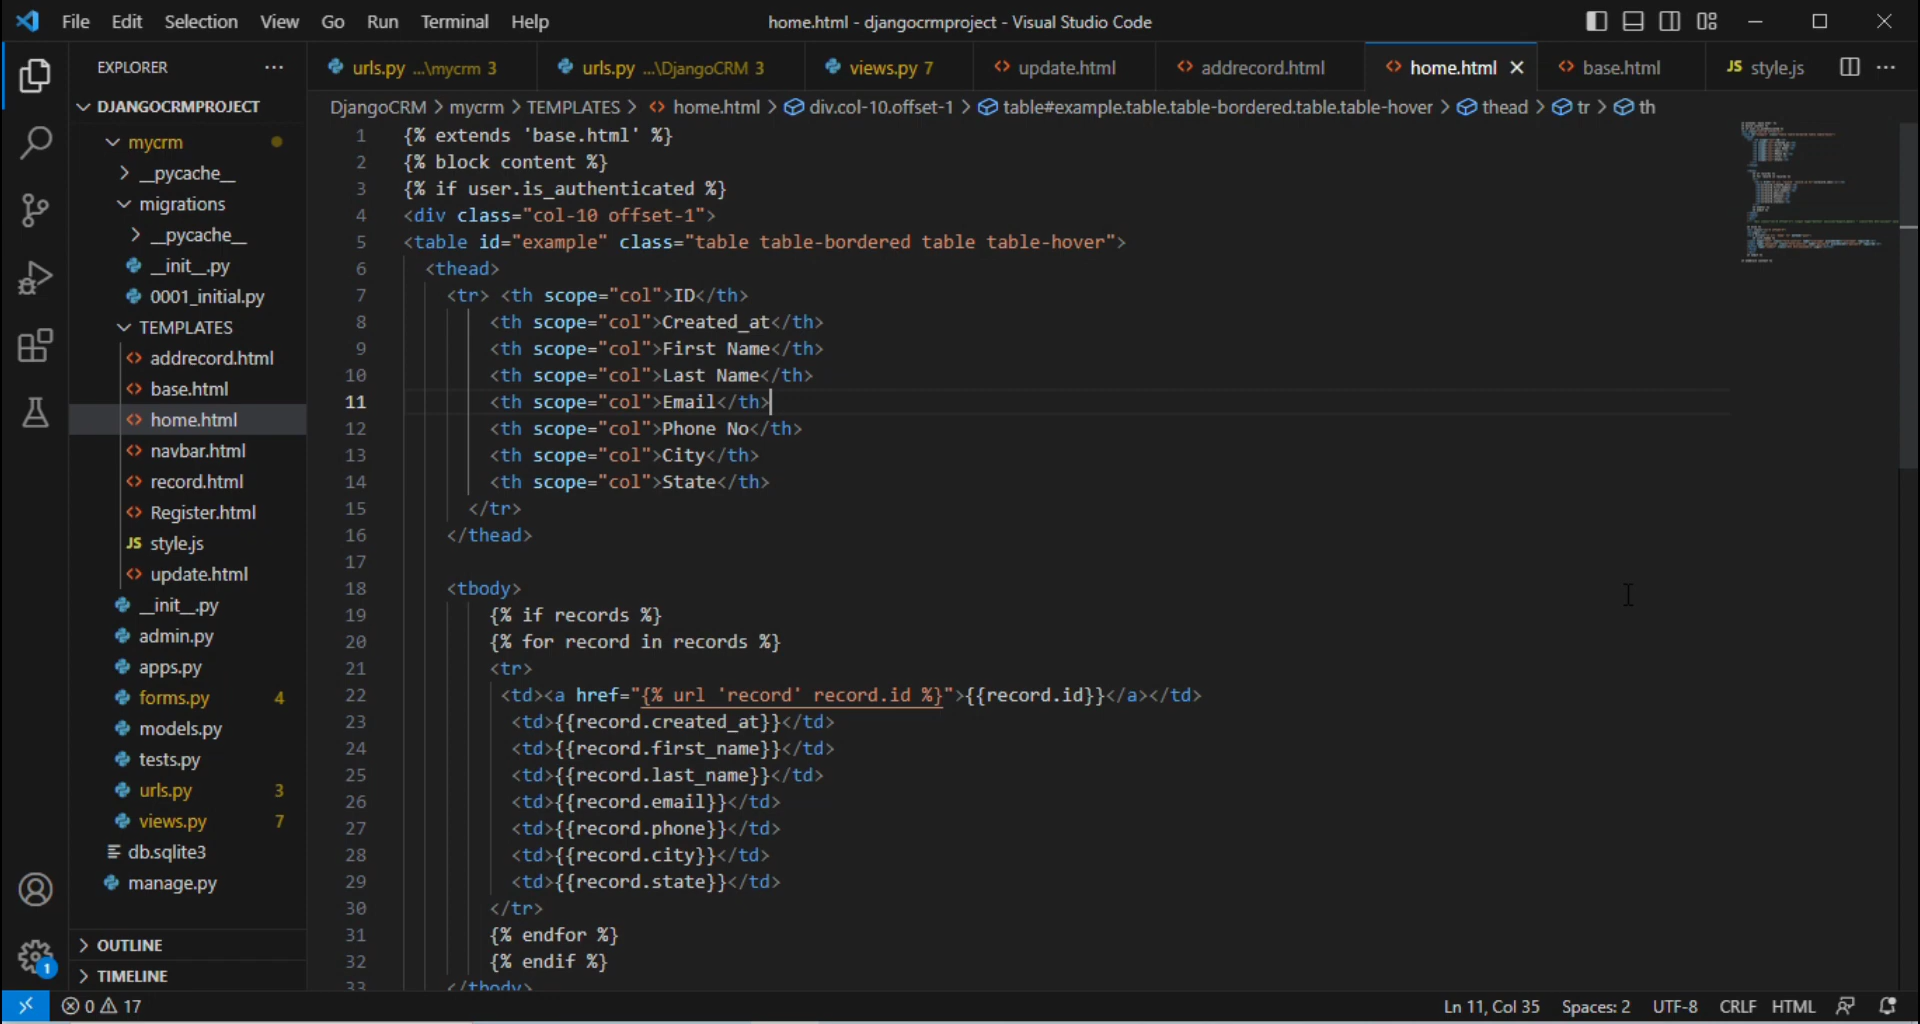 File Edit Selection View Go Run Terminal Help home.html - djangocrmproject - Visual Studio Code
EXPLORER
DJANGOCRMPROJECT
mycrm
__pycache__
migrations
__pycache__
__init__.py
0001_initial.py
TEMPLATES
addrecord.html
base.html
home.html
navbar.html
record.html
Register.html
JS style.js
update.html
__init__.py
admin.py
apps.py
forms.py 4
models.py
tests.py
urls.py 3
views.py 7
db.sqlite3
manage.py
OUTLINE
TIMELINE
urls.py ...\mycrm 3 urls.py ...\DjangoCRM 3 views.py 7 update.html addrecord.html home.html base.html JS style.js
DjangoCRM > mycrm > TEMPLATES > home.html > div.col-10.offset-1 > table#example.table.table-bordered.table.table-hover > thead > tr > th
1 {% extends 'base.html' %}
2 {% block content %}
3 {% if user.is_authenticated %}
4 <div class="col-10 offset-1">
5 <table id="example" class="table table-bordered table table-hover">
6 <thead>
7 <tr> <th scope="col">ID</th>
8 <th scope="col">Created_at</th>
9 <th scope="col">First Name</th>
10 <th scope="col">Last Name</th>
11 <th scope="col">Email</th>
12 <th scope="col">Phone No</th>
13 <th scope="col">City</th>
14 <th scope="col">State</th>
15 </tr>
16 </thead>
17
18 <tbody>
19 {% if records %}
20 {% for record in records %}
21 <tr>
22 <td><a href="{% url 'record' record.id %}">{{record.id}}</a></td>
23 <td>{{record.created_at}}</td>
24 <td>{{record.first_name}}</td>
25 <td>{{record.last_name}}</td>
26 <td>{{record.email}}</td>
27 <td>{{record.phone}}</td>
28 <td>{{record.city}}</td>
29 <td>{{record.state}}</td>
30 </tr>
31 {% endfor %}
32 {% endif %}
33 </tbody>
1
0 17 Ln 11, Col 35 Spaces: 2 UTF-8 CRLF HTML